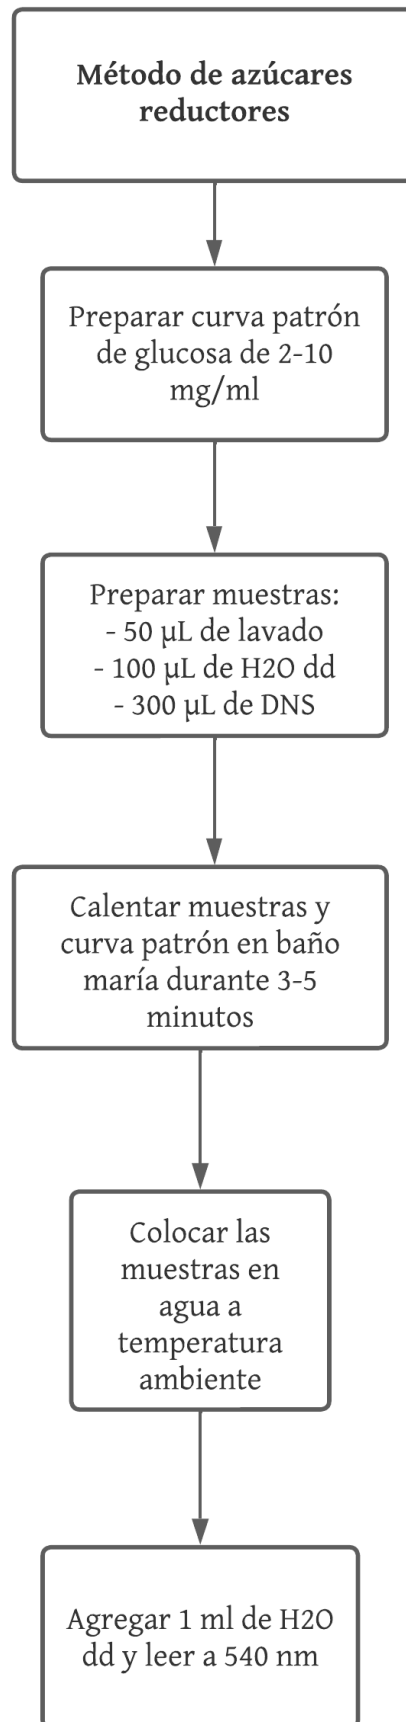 Método de azúcares
reductores
Preparar curva patrón
de glucosa de 2-10
mg/ml
Preparar muestras:
- 50 µL de lavado
- 100 µL de H2O dd
- 300 µL de DNS
Calentar muestras y
curva patrón en baño
maría durante 3-5
minutos
Colocar las
muestras en
agua a
temperatura
ambiente
Agregar 1 ml de H2O
dd y leer a 540 nm